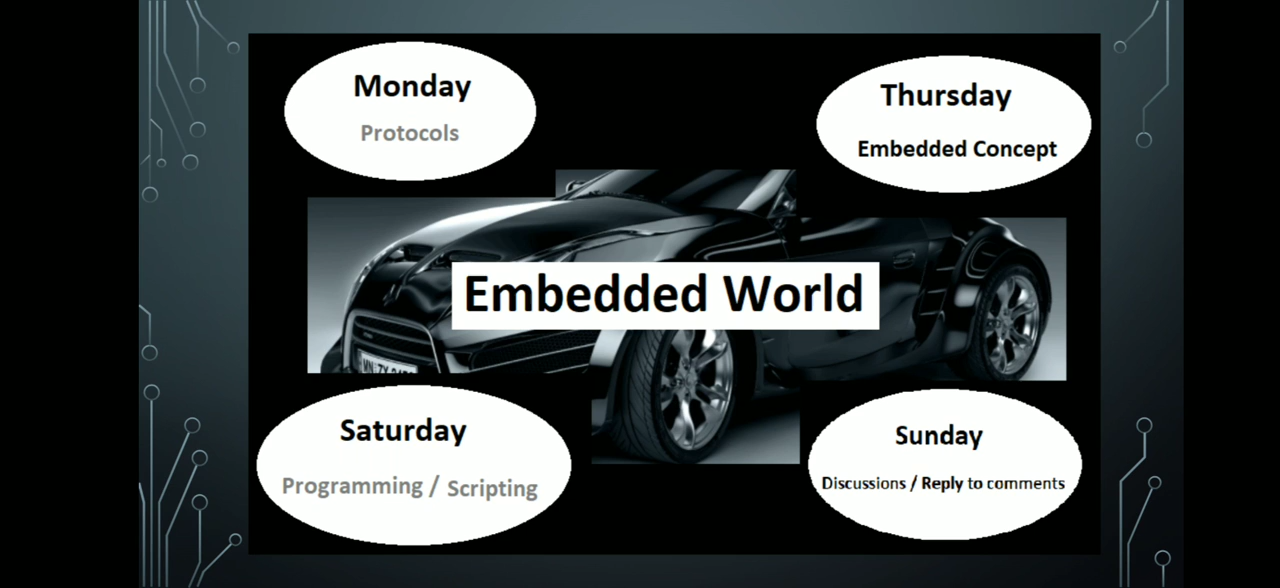 Monday
Protocols
Thursday
Embedded Concept
Embedded World
Saturday
Programming / Scripting
Sunday
Discussions / Reply to comments